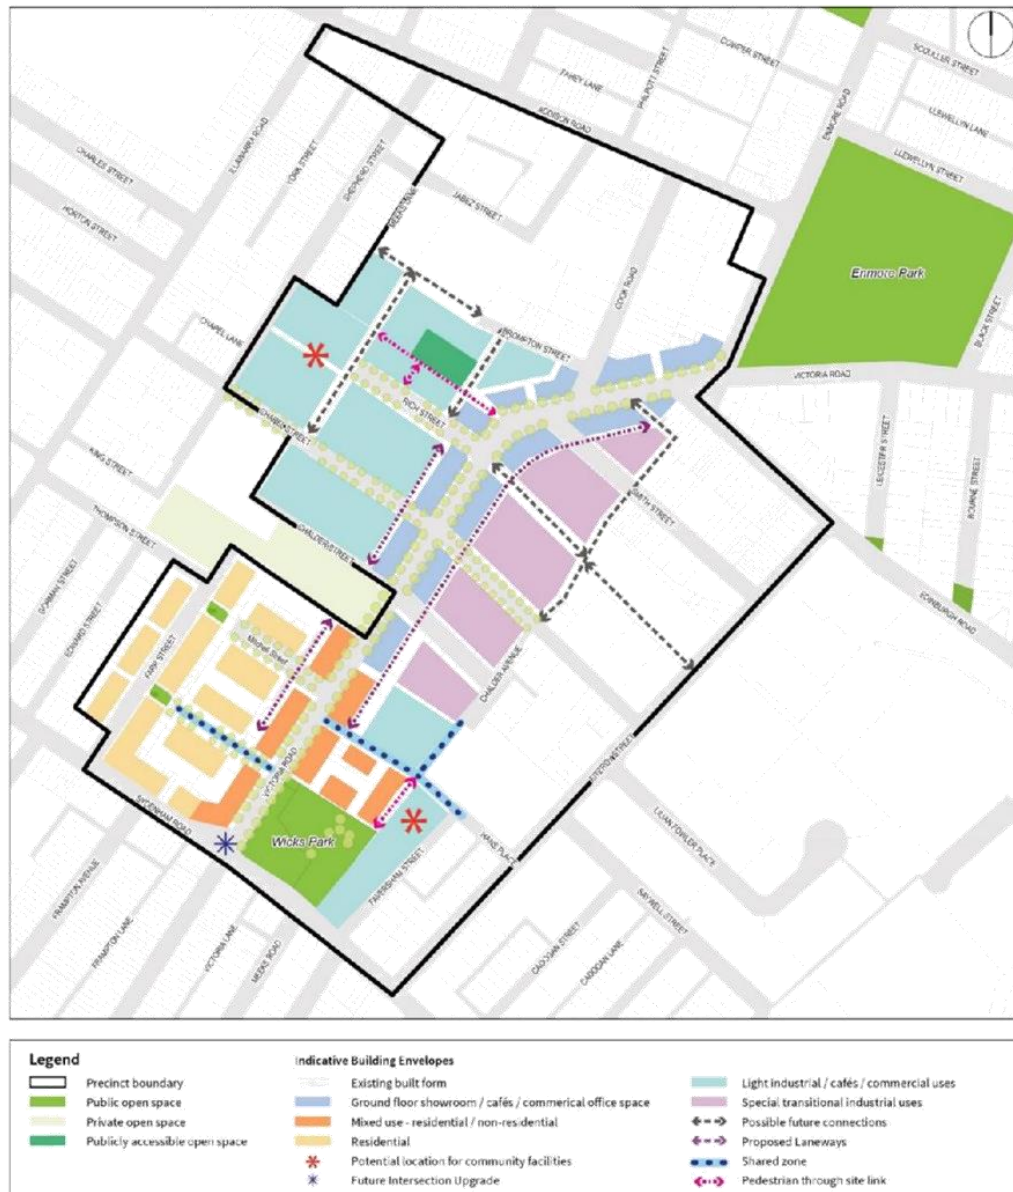 COWPER STREET
SCOULLER STREET
FAHEY LANE
PHILPOTT STREET
ENMORE ROAD
LLEWELLYN LANE
ADDISON ROAD
LLEWELLYN STREET
ILLAWARRA ROAD
YORK STREET
SHEPHERD STREET
CHARLES STREET
MEEKS LANE
JABEZ STREET
HORTON STREET
Enmore Park
COOK ROAD
BLACK STREET
CHAPEL LANE
BROMPTON STREET
VICTORIA ROAD
RICH STREET
CHAPEL STREET
LEICESTER STREET
BOURNE STREET
KING STREET
SMITH STREET
THOMPSON STREET
CHALDER STREET
GORMAN STREET
EDWARD STREET
EDINBURGH ROAD
FARR STREET
Mitchell Street
CHALDER AVENUE
VICTORIA ROAD
SYDENHAM ROAD
Wicks Park
LILIAN FOWLER PLACE
HANS PLACE
FAVERSHAM STREET
FRAMPTON AVENUE
SAYWELL STREET
FRAMPTON LANE
VICTORIA LANE
MEEKS ROAD
CADOGAN STREET
CADOGAN LANE
Legend
Precinct boundary
Public open space
Private open space
Publicly accessible open space
Indicative Building Envelopes
Existing built form
Ground floor showroom / cafés / commerical office space
Mixed use - residential / non-residential
Residential
Potential location for community facilities
Future Intersection Upgrade
Light industrial / cafés / commercial uses
Special transitional industrial uses
Possible future connections
Proposed Laneways
Shared zone
Pedestrian through site link